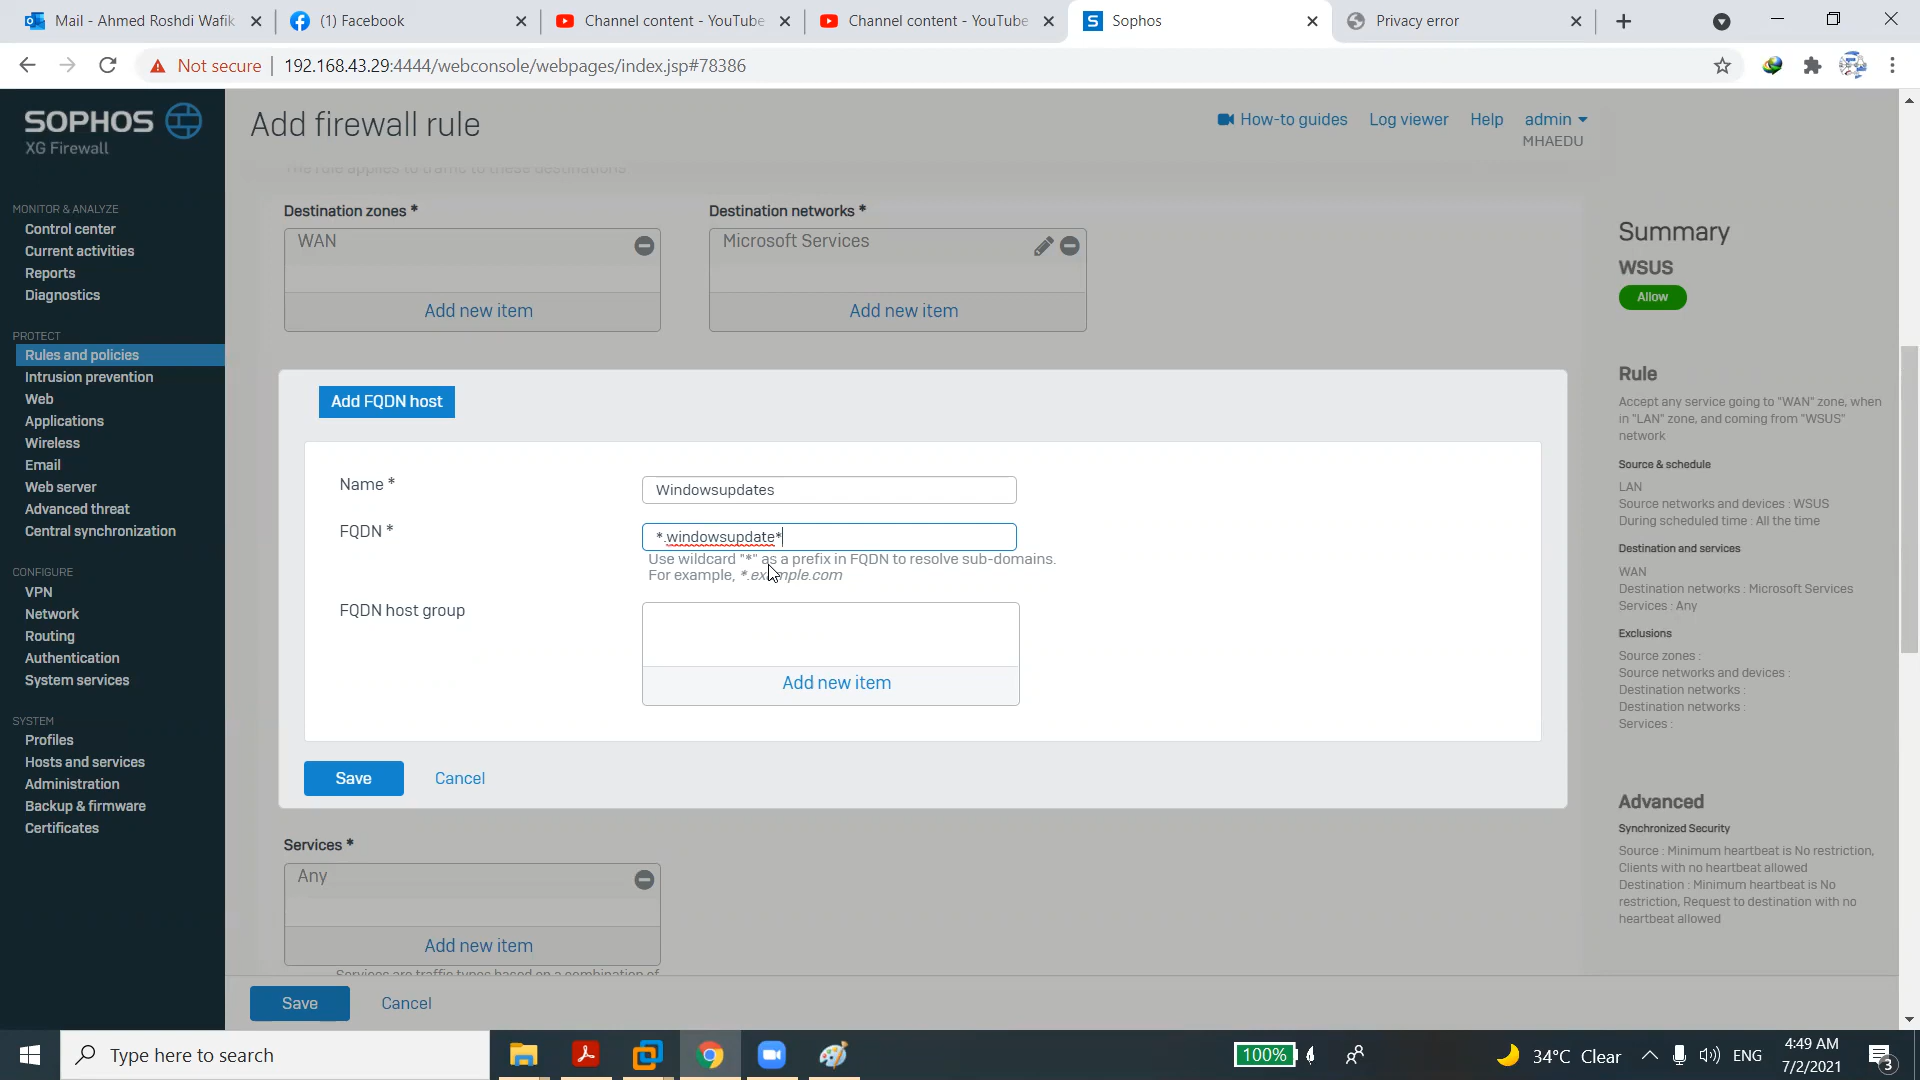 Mail - Ahmed Roshdi Wafik
(1) Facebook
Channel content - YouTube
Channel content - YouTube
Sophos
Privacy error
Not secure
192.168.43.29:4444/webconsole/webpages/index.jsp#78386
SOPHOS
XG Firewall
MONITOR & ANALYZE
Control center
Current activities
Reports
Diagnostics
PROTECT
Rules and policies
Intrusion prevention
Web
Applications
Wireless
Email
Web server
Advanced threat
Central synchronization
CONFIGURE
VPN
Network
Routing
Authentication
System services
SYSTEM
Profiles
Hosts and services
Administration
Backup & firmware
Certificates
Add firewall rule
How-to guides
Log viewer
Help
admin
MHAEDU
The rule applies to traffic to these destinations
Destination zones *
WAN
Add new item
Destination networks *
Microsoft Services
Add new item
Add FQDN host
Name *
Windowsupdates
FQDN *
*.windowsupdate*
Use wildcard "*" as a prefix in FQDN to resolve sub-domains.
For example, *.example.com
FQDN host group
Add new item
Save
Cancel
Services *
Any
Add new item
Services are traffic types based on a combination of
Save
Cancel
Summary
WSUS
Allow
Rule
Accept any service going to "WAN" zone, when
in "LAN" zone, and coming from "WSUS"
network
Source & schedule
LAN
Source networks and devices : WSUS
During scheduled time : All the time
Destination and services
WAN
Destination networks : Microsoft Services
Services : Any
Exclusions
Source zones :
Source networks and devices :
Destination networks :
Destination networks :
Services :
Advanced
Synchronized Security
Source : Minimum heartbeat is No restriction,
Clients with no heartbeat allowed
Destination : Minimum heartbeat is No
restriction, Request to destination with no
heartbeat allowed
Type here to search
100%
34°C Clear
ENG
4:49 AM
7/2/2021
3